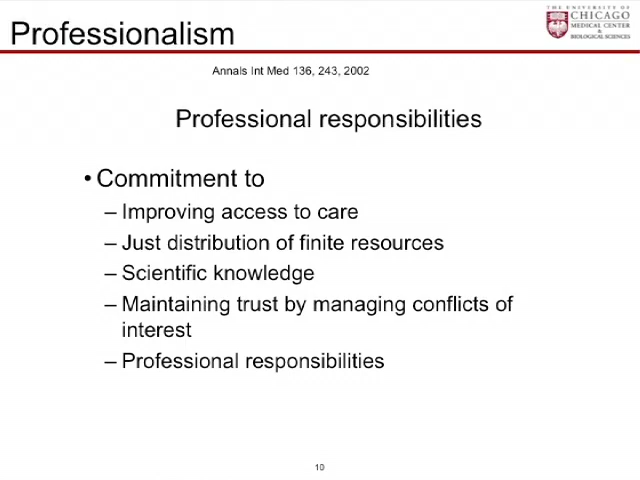 Professionalism
THE UNIVERSITY OF
CHICAGO
MEDICAL CENTER
&
BIOLOGICAL SCIENCES
Annals Int Med 136, 243, 2002
Professional responsibilities
• Commitment to
– Improving access to care
– Just distribution of finite resources
– Scientific knowledge
– Maintaining trust by managing conflicts of
interest
– Professional responsibilities
10